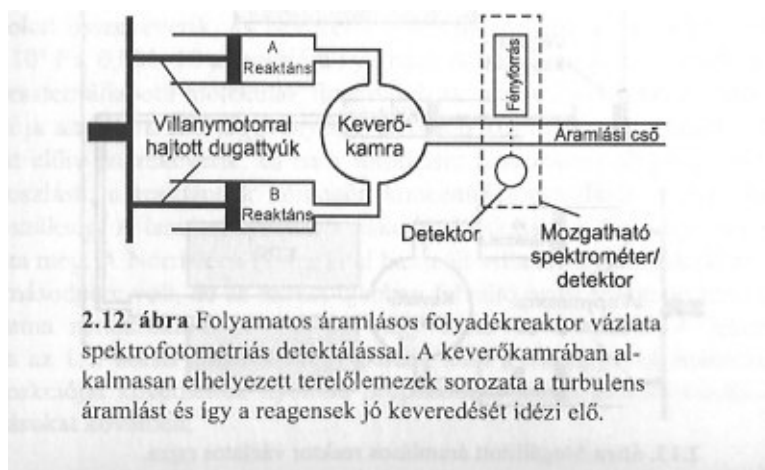 A
Reaktáns
Villanymotorral
hajtott dugattyúk
Keverő-
kamra
Fényforrás
Áramlási cső
B
Reaktáns
Detektor
Mozgatható
spektrométer/
detektor
2.12. ábra Folyamatos áramlásos folyadékreaktor vázlata
spektrofotometriás detektálással. A keverőkamrában al-
kalmasan elhelyezett terelőlemezek sorozata a turbulens
áramlást és így a reagensek jó keveredését idézi elő.